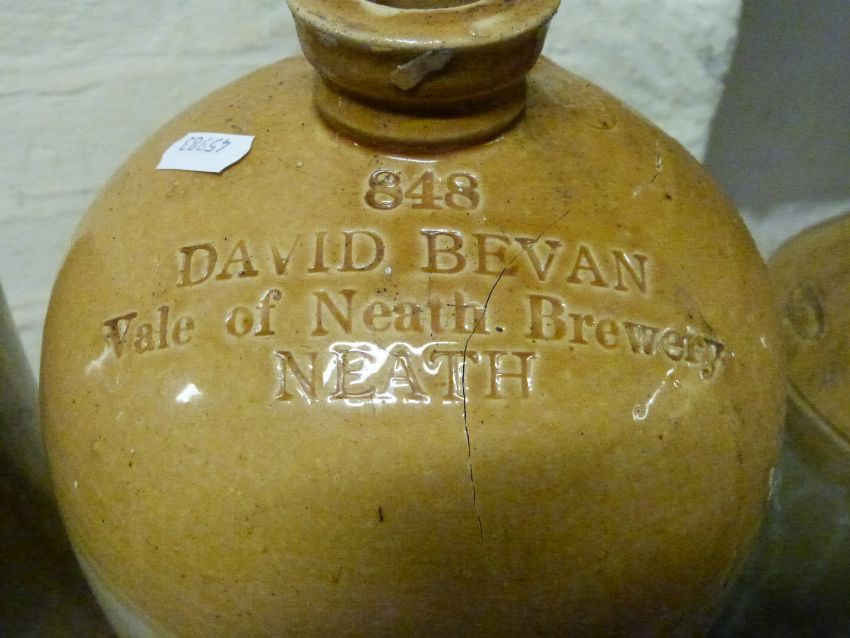 45983
848
DAVID BEVAN
Vale of Neath Brewery
NEATH